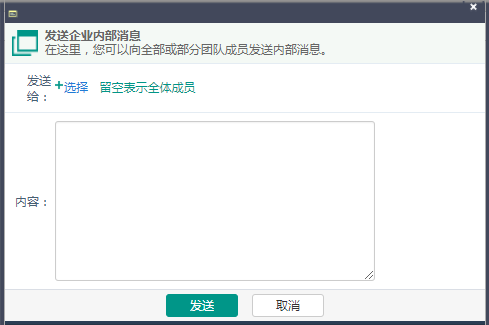 发送企业内部消息
在这里，您可以向全部或部分团队成员发送内部消息。
发送给： +选择 留空表示全体成员
内容：
发送 取消